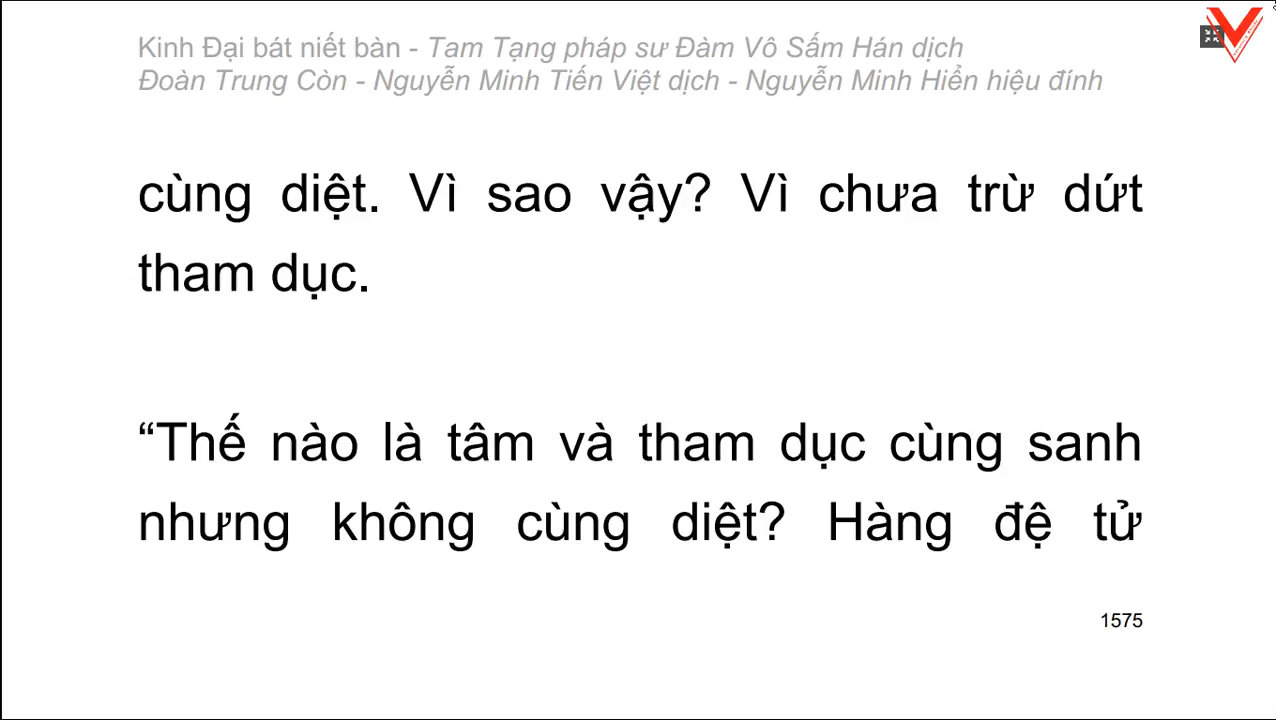 Kinh Đại bát niết bàn - Tam Tạng pháp sư Đàm Vô Sấm Hán dịch
Đoàn Trung Còn - Nguyễn Minh Tiến Việt dịch - Nguyễn Minh Hiển hiệu đính
cùng diệt. Vì sao vậy? Vì chưa trừ dứt
tham dục.
“Thế nào là tâm và tham dục cùng sanh
nhưng không cùng diệt? Hàng đệ tử
1575